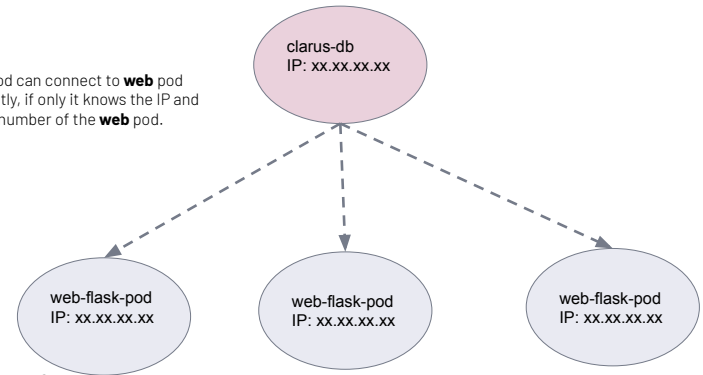 clarus-db
IP: xx.xx.xx.xx
can connect to web pod
if only it knows the IP and
number of the web pod.
web-flask-pod
IP: xx.xx.xx.xx
web-flask-pod
IP: xx.xx.xx.xx
web-flask-pod
IP: xx.xx.xx.xx